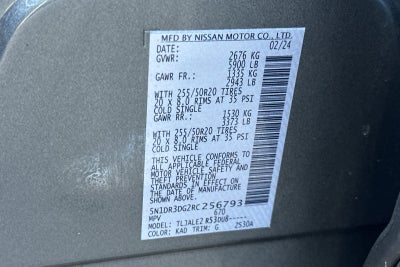 MFD BY NISSAN MOTOR CO., LTD.
DATE: 02/24
GVWR: 2676 KG
5900 LB
GAWR FR.: 1335 KG
2943 LB
WITH 255/50R20 TIRES
20 x 8.0 RIMS AT 35 PSI
COLD SINGLE
GAWR RR.: 1530 KG
3373 LB
WITH 255/50R20 TIRES
20 x 8.0 RIMS AT 35 PSI
COLD SINGLE
THIS VEHICLE CONFORMS TO
ALL APPLICABLE FEDERAL
MOTOR VEHICLE SAFETY AND
THEFT PREVENTION
STANDARDS IN EFFECT ON
THE DATE OF MANUFACTURE
SHOWN ABOVE.
5N1DR3DG2RC256793
MPV 670
MODEL: TLJALE2 R53DU8-----
COLOR: KAD TRIM: G ZS30A